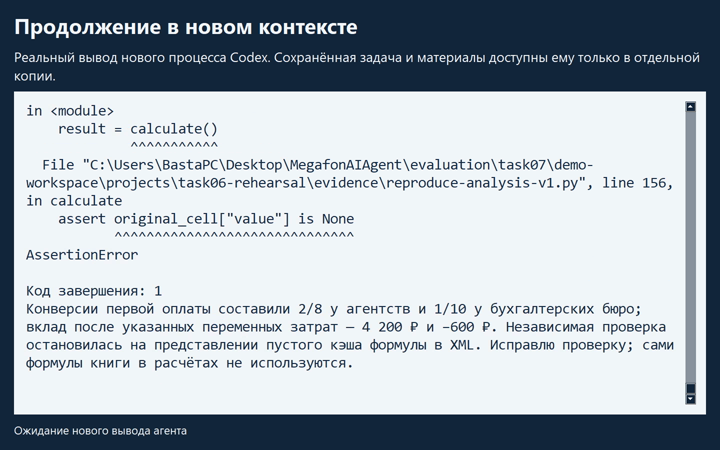 Продолжение в новом контексте
Реальный вывод нового процесса Codex. Сохранённая задача и материалы доступны ему только в отдельной
копии.
in <module>
    result = calculate()
             ^^^^^^^^^^^
  File "C:\Users\BastaPC\Desktop\MegafonAIAgent\evaluation\task07\demo-
workspace\projects\task06-rehearsal\evidence\reproduce-analysis-v1.py", line 156,
in calculate
    assert original_cell["value"] is None
           ^^^^^^^^^^^^^^^^^^^^^^^^^^^^^^
AssertionError
Код завершения: 1
Конверсии первой оплаты составили 2/8 у агентств и 1/10 у бухгалтерских бюро;
вклад после указанных переменных затрат — 4 200 ₽ и −600 ₽. Независимая проверка
остановилась на представлении пустого кэша формулы в XML. Исправлю проверку; сами
формулы книги в расчётах не используются.
Ожидание нового вывода агента